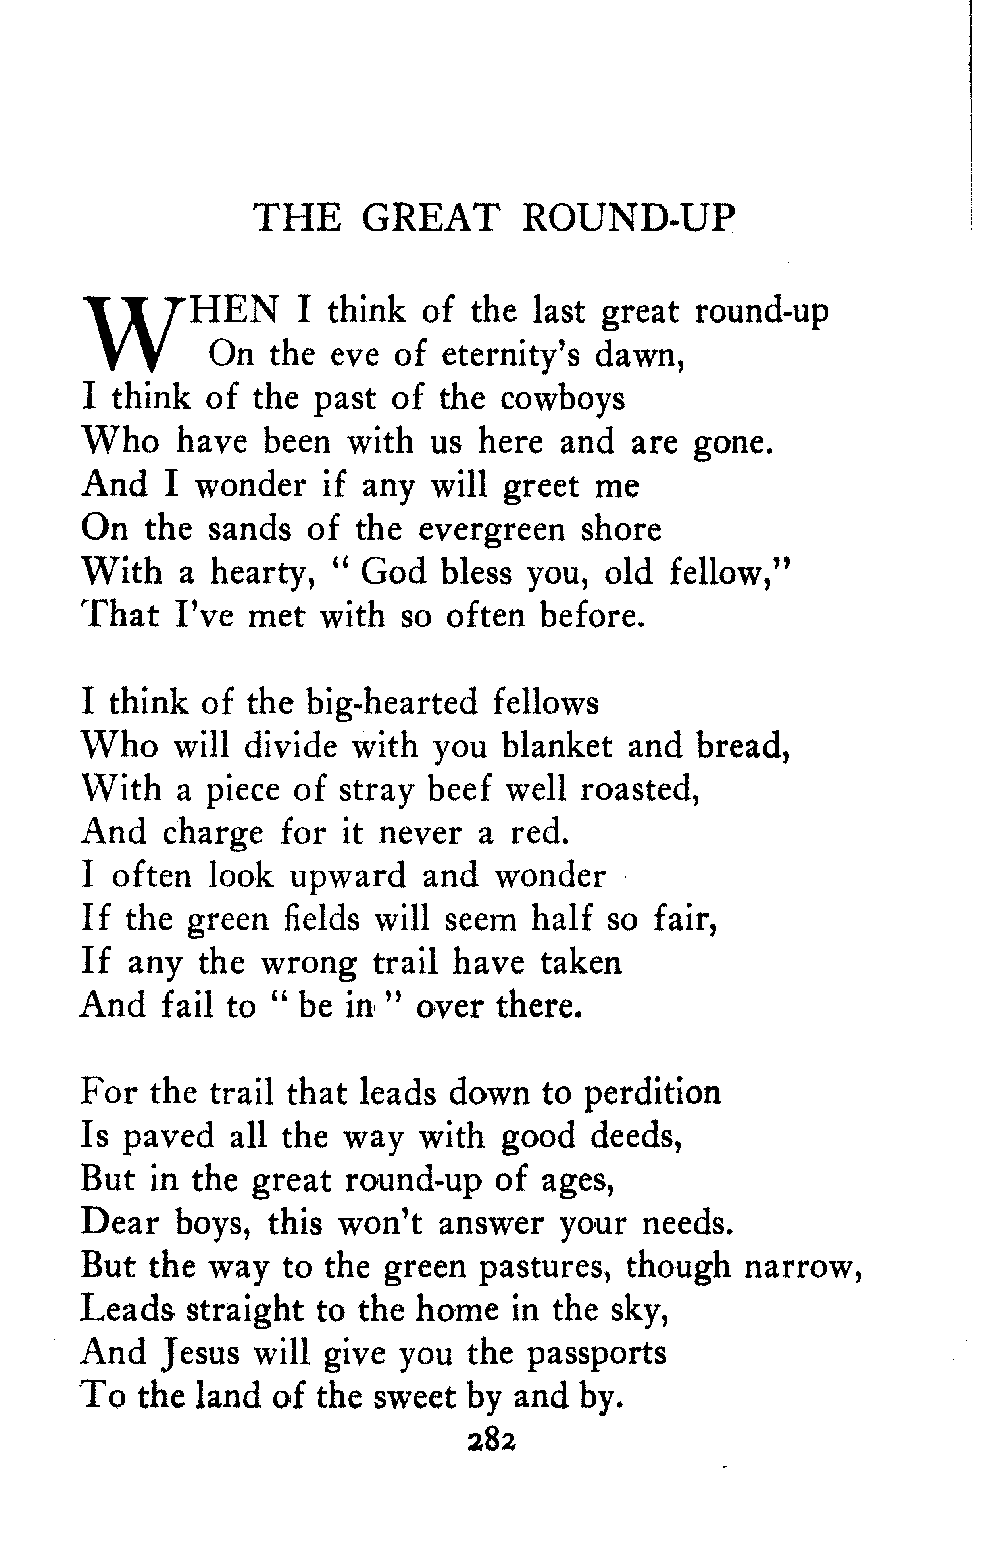 THE GREAT ROUND-UP
WHEN I think of the last great round-up
On the eve of eternity's dawn,
I think of the past of the cowboys
Who have been with us here and are gone.
And I wonder if any will greet me
On the sands of the evergreen shore
With a hearty, " God bless you, old fellow,"
That I've met with so often before.
I think of the big-hearted fellows
Who will divide with you blanket and bread,
With a piece of stray beef well roasted,
And charge for it never a red.
I often look upward and wonder
If the green fields will seem half so fair,
If any the wrong trail have taken
And fail to " be in " over there.
For the trail that leads down to perdition
Is paved all the way with good deeds,
But in the great round-up of ages,
Dear boys, this won't answer your needs.
But the way to the green pastures, though narrow,
Leads straight to the home in the sky,
And Jesus will give you the passports
To the land of the sweet by and by.
282